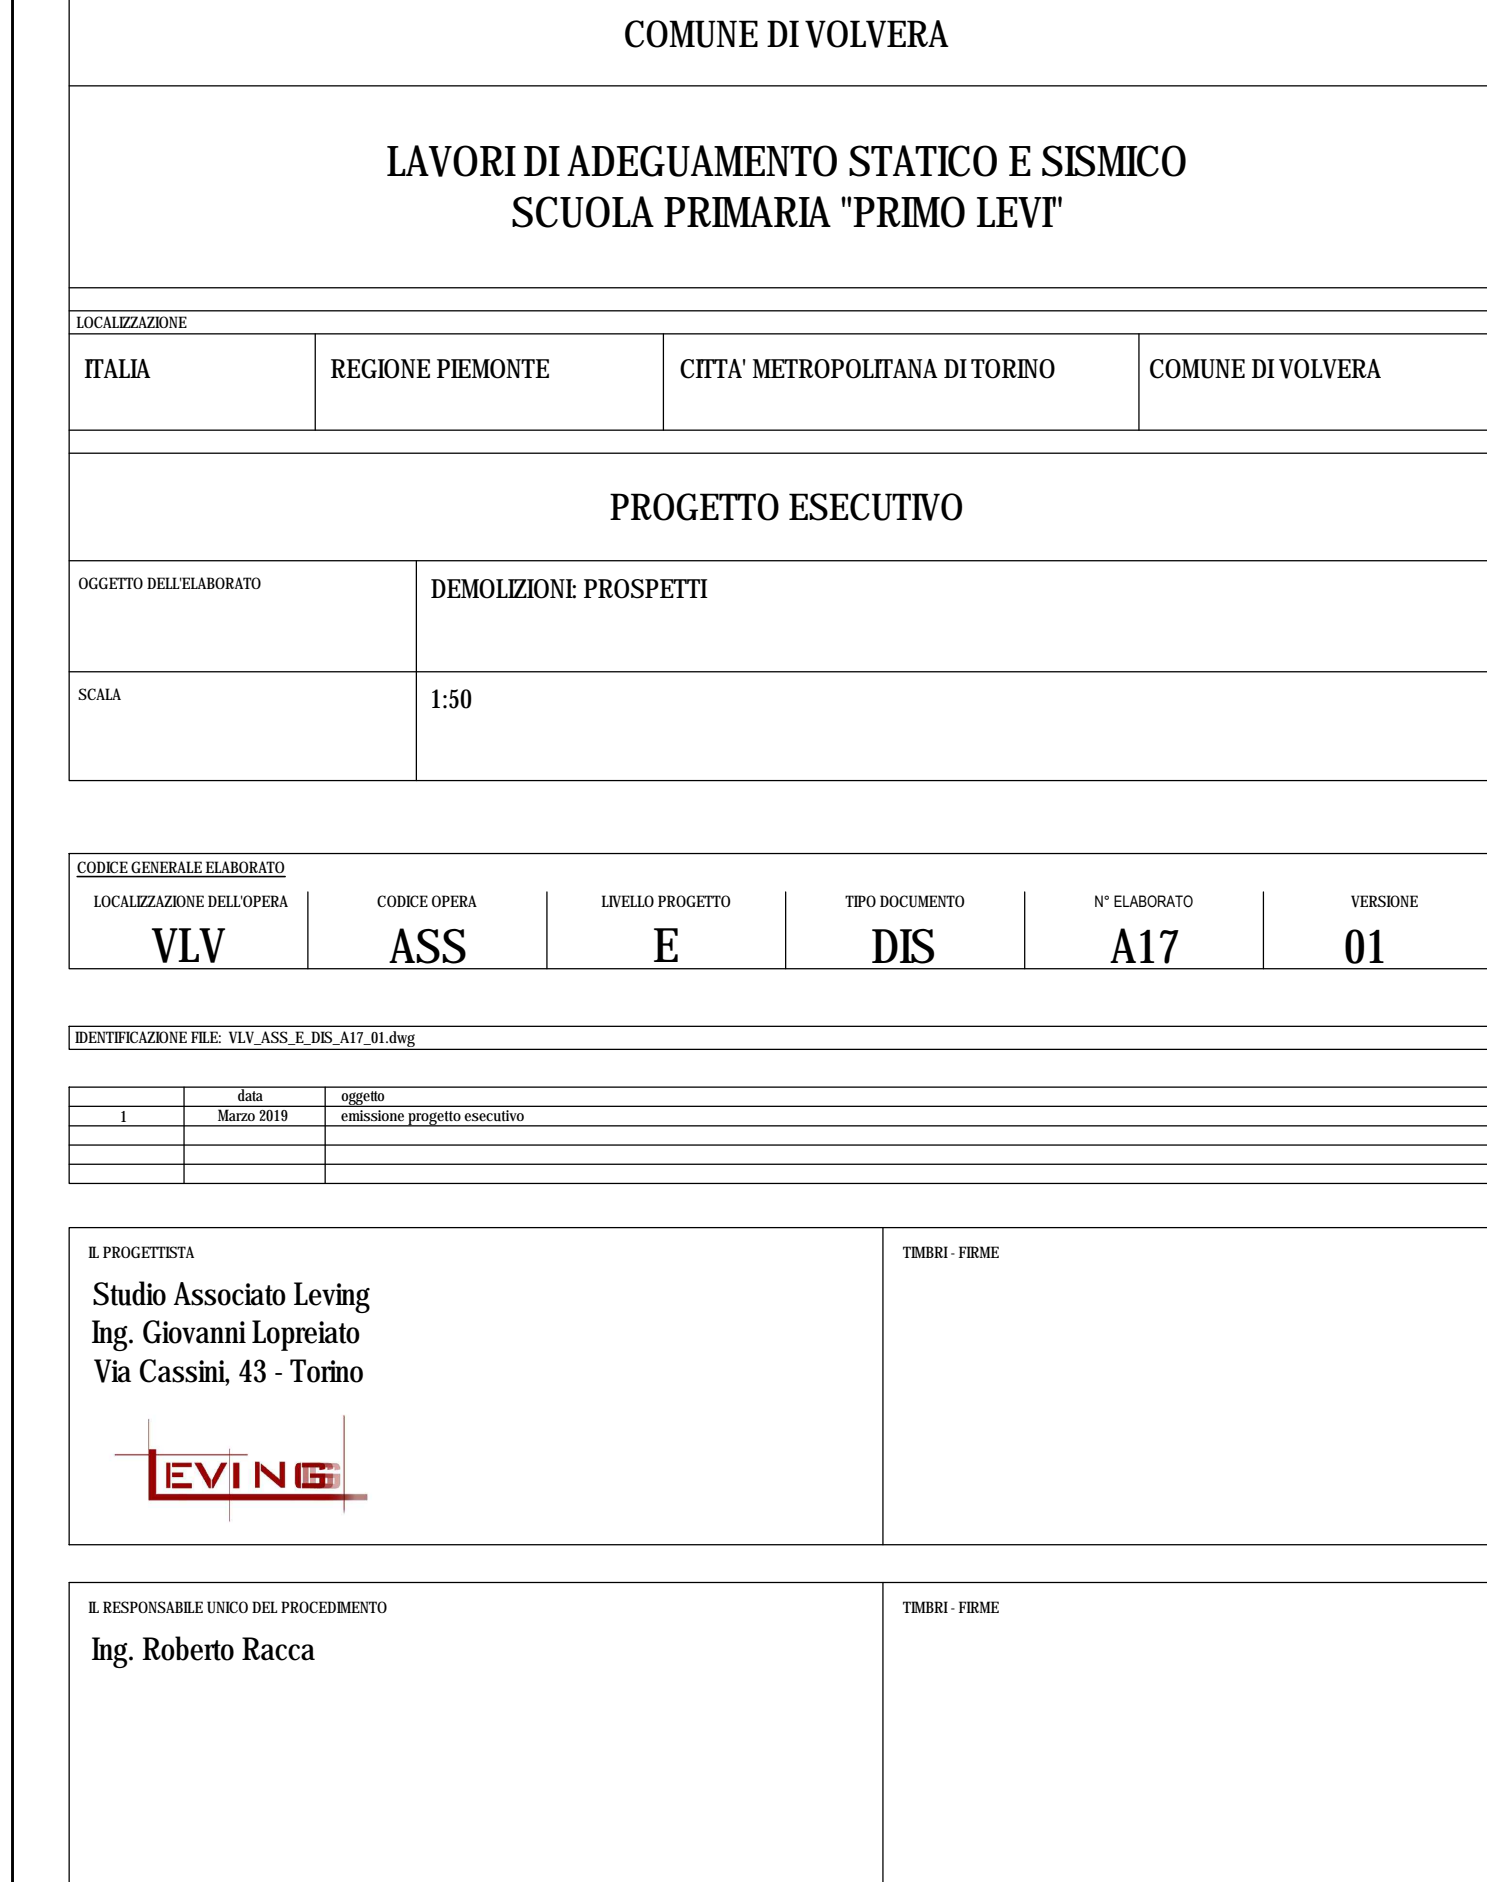 COMUNE DI VOLVERA
LAVORI DI ADEGUAMENTO STATICO E SISMICO
SCUOLA PRIMARIA "PRIMO LEVI"
LOCALIZZAZIONE
ITALIA REGIONE PIEMONTE CITTA' METROPOLITANA DI TORINO COMUNE DI VOLVERA
PROGETTO ESECUTIVO
OGGETTO DELL'ELABORATO DEMOLIZIONI: PROSPETTI
SCALA 1:50
CODICE GENERALE ELABORATO
LOCALIZZAZIONE DELL'OPERA CODICE OPERA LIVELLO PROGETTO TIPO DOCUMENTO N° ELABORATO VERSIONE
VLV ASS E DIS A17 01
IDENTIFICAZIONE FILE: VLV_ASS_E_DIS_A17_01.dwg
data oggetto
1 Marzo 2019 emissione progetto esecutivo
IL PROGETTISTA TIMBRI - FIRME
Studio Associato Leving
Ing. Giovanni Lopreiato
Via Cassini, 43 - Torino
LEVING
IL RESPONSABILE UNICO DEL PROCEDIMENTO TIMBRI - FIRME
Ing. Roberto Racca